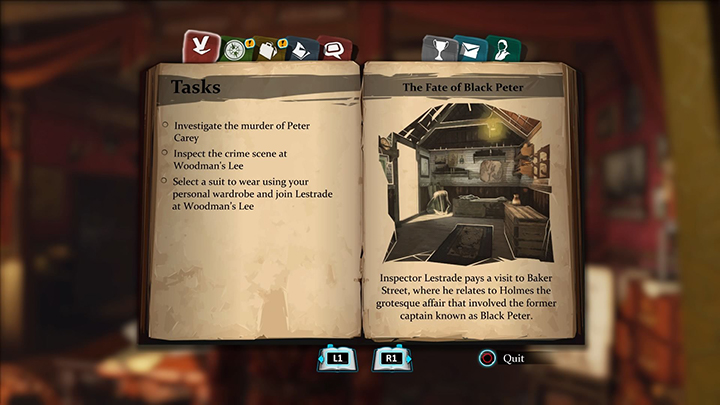 Tasks
Investigate the murder of Peter
Carey
Inspect the crime scene at
Woodman's Lee
Select a suit to wear using your
personal wardrobe and join Lestrade
at Woodman's Lee
The Fate of Black Peter
Inspector Lestrade pays a visit to Baker
Street, where he relates to Holmes the
grotesque affair that involved the former
captain known as Black Peter.
L1
R1
Quit